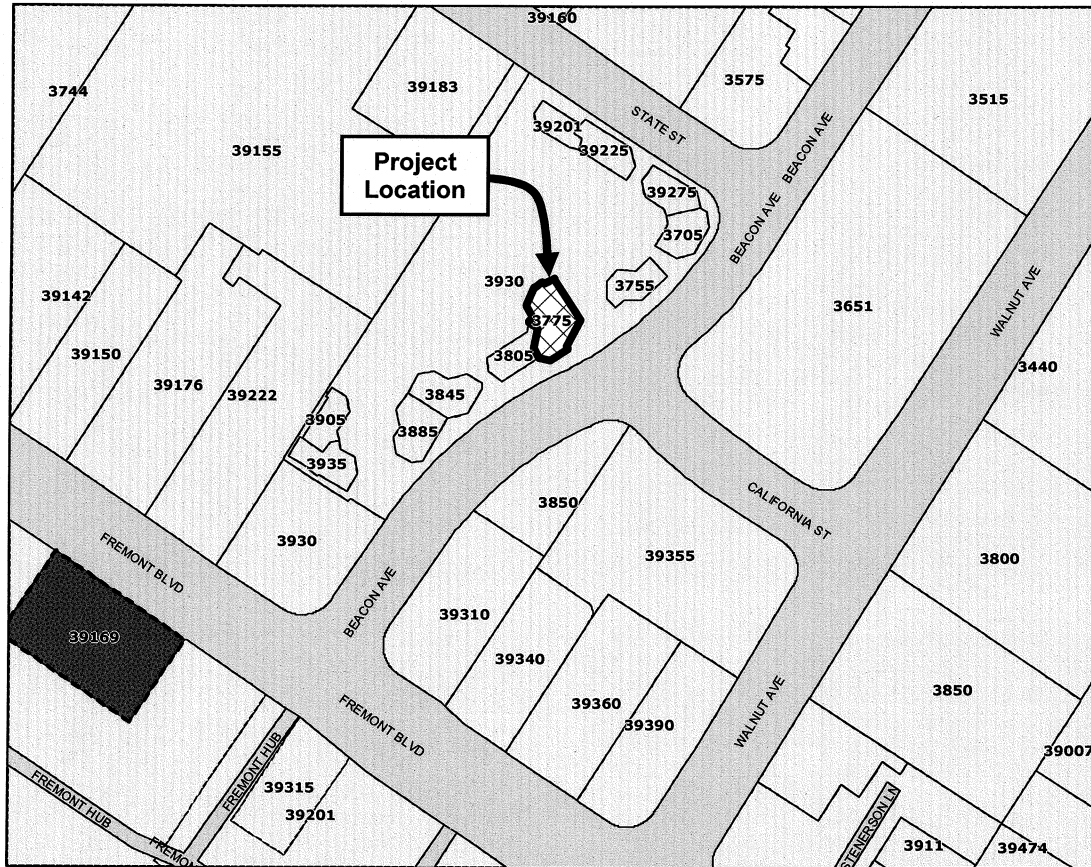 39160
3744
39183
3575
3515
STATE ST
39201
39225
39155
BEACON AVE
Project
Location
39275
3705
BEACON AVE
3930
3755
39142
3775
3651
WALNUT AVE
39150
3805
3440
39176
39222
3845
3905
3885
3935
3850
CALIFORNIA ST
3930
39355
3800
FREMONT BLVD
BEACON AVE
39310
39169
39340
3850
39360
39390
WALNUT AVE
FREMONT BLVD
39007
FREMONT HUB
FREMONT HUB
39315
39201
STENERSON LN
3911
39474
FREMON